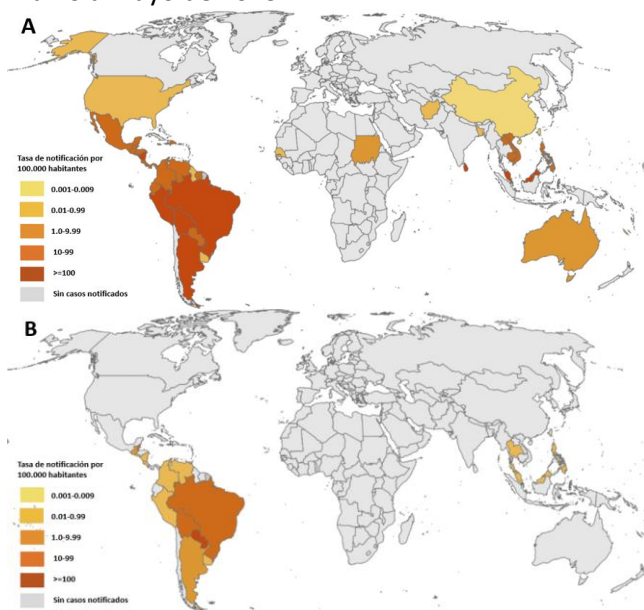 A
Tasa de notificación por
100.000 habitantes
0.001-0.009
0.01-0.99
1.0-9.99
10-99
>=100
Sin casos notificados
B
Tasa de notificación por
100.000 habitantes
0.001-0.009
0.01-0.99
1.0-9.99
10-99
>=100
Sin casos notificados